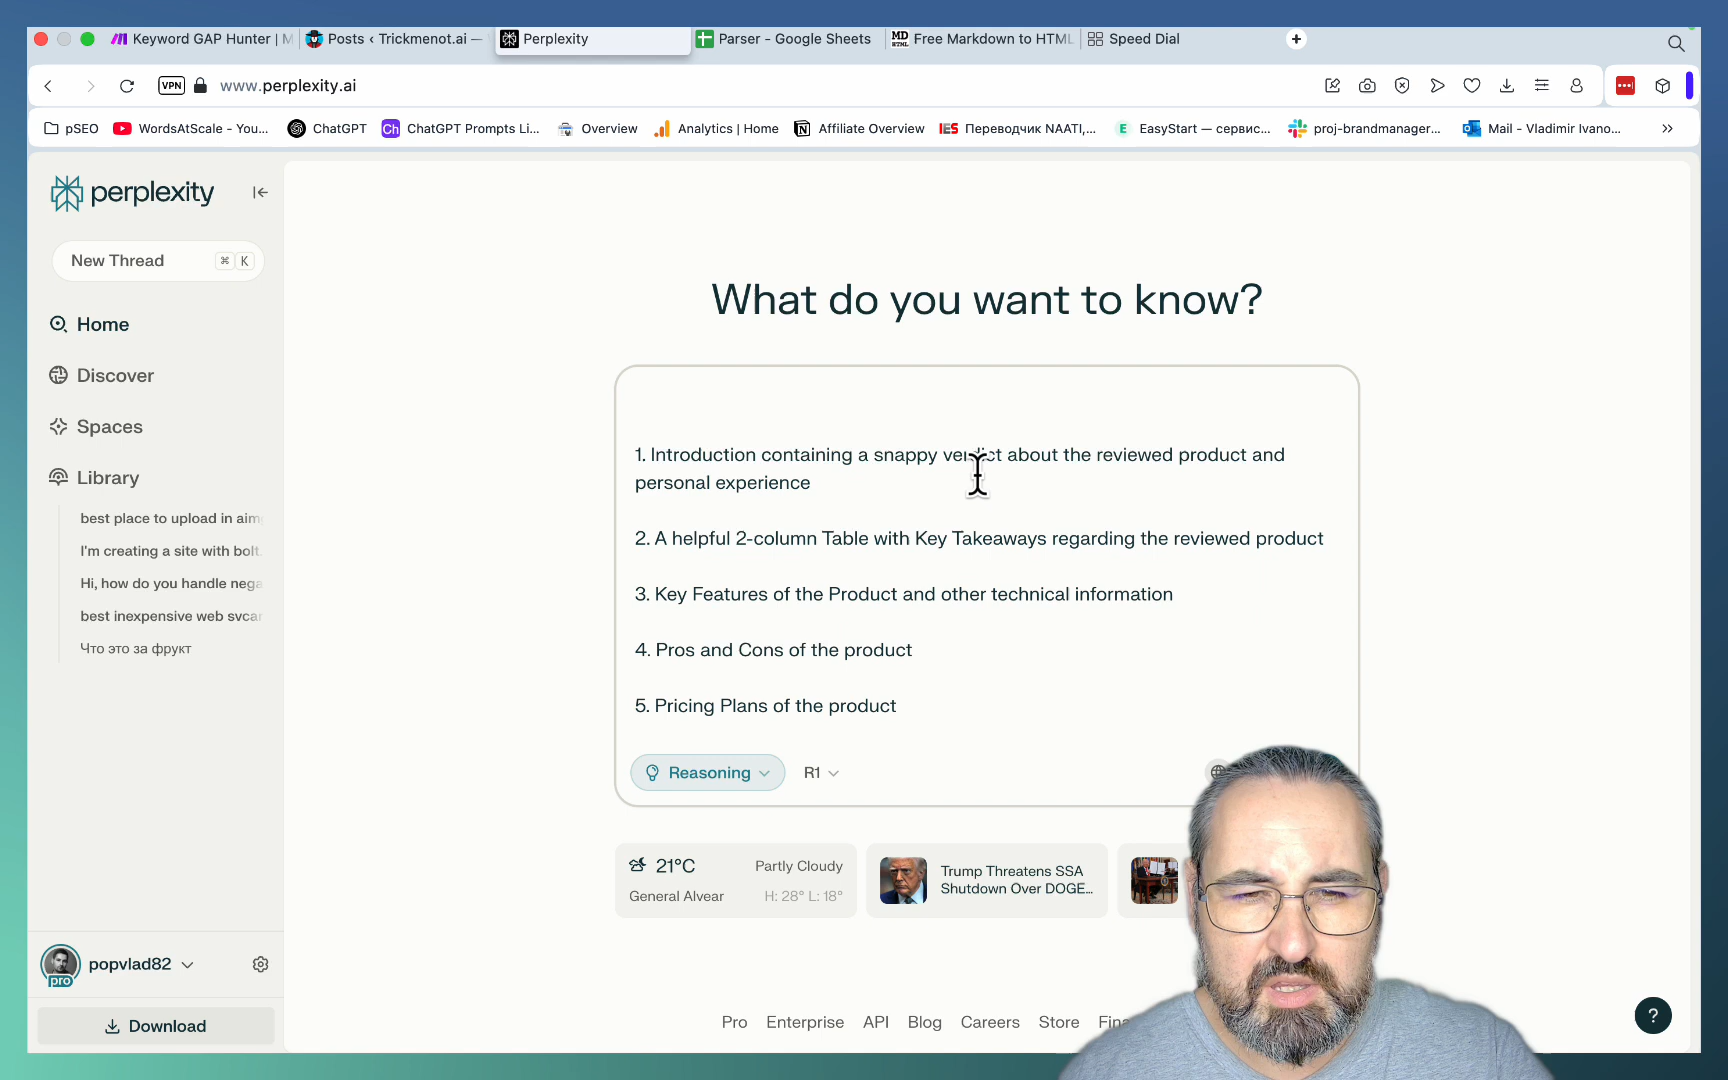 Keyword GAP Hunter | M
Posts ‹ Trickmenot.ai —
Perplexity
Parser - Google Sheets
MD
HTML
Free Markdown to HTML
Speed Dial
VPN
www.perplexity.ai
pSEO
WordsAtScale - You...
ChatGPT
Ch
ChatGPT Prompts Li...
Overview
Analytics | Home
Affiliate Overview
IES
Переводчик NAATI,...
E
EasyStart — сервис...
proj-brandmanager...
Mail - Vladimir Ivano...
perplexity
New Thread
⌘ K
Home
Discover
Spaces
Library
best place to upload in aim
I'm creating a site with bolt.
Hi, how do you handle nega
best inexpensive web svcar
Что это за фрукт
popvlad82
pro
Download
What do you want to know?
1. Introduction containing a snappy verdict about the reviewed product and
personal experience
2. A helpful 2-column Table with Key Takeaways regarding the reviewed product
3. Key Features of the Product and other technical information
4. Pros and Cons of the product
5. Pricing Plans of the product
Reasoning
R1
21°C
Partly Cloudy
General Alvear
H: 28° L: 18°
Trump Threatens SSA
Shutdown Over DOGE...
Pro
Enterprise
API
Blog
Careers
Store
?